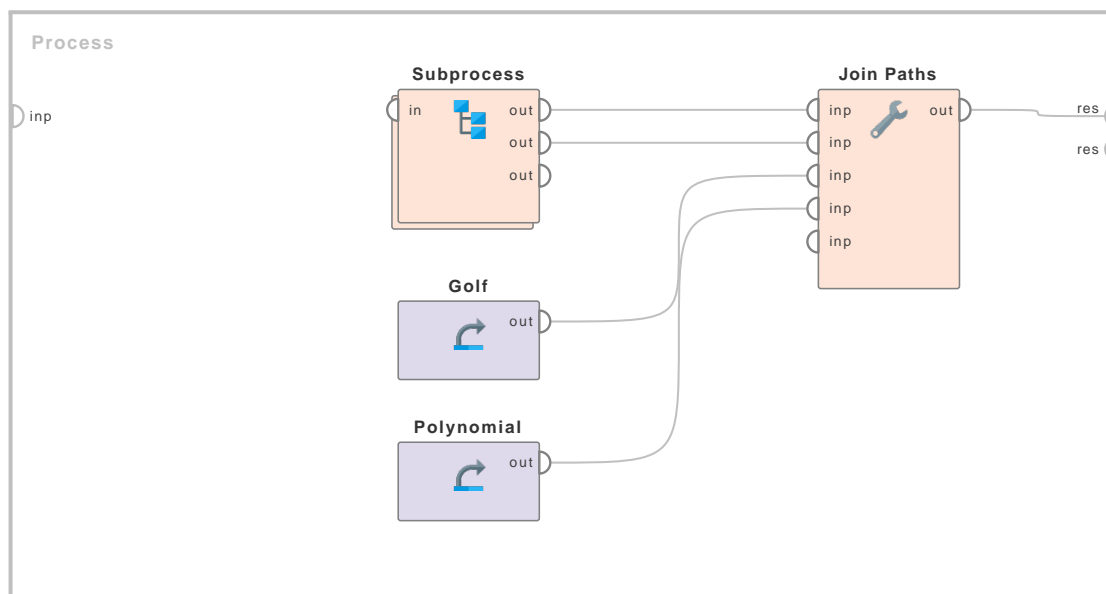 Process
inp
Subprocess
in
out
out
out
Join Paths
inp
out
inp
inp
inp
inp
res
res
Golf
out
Polynomial
out